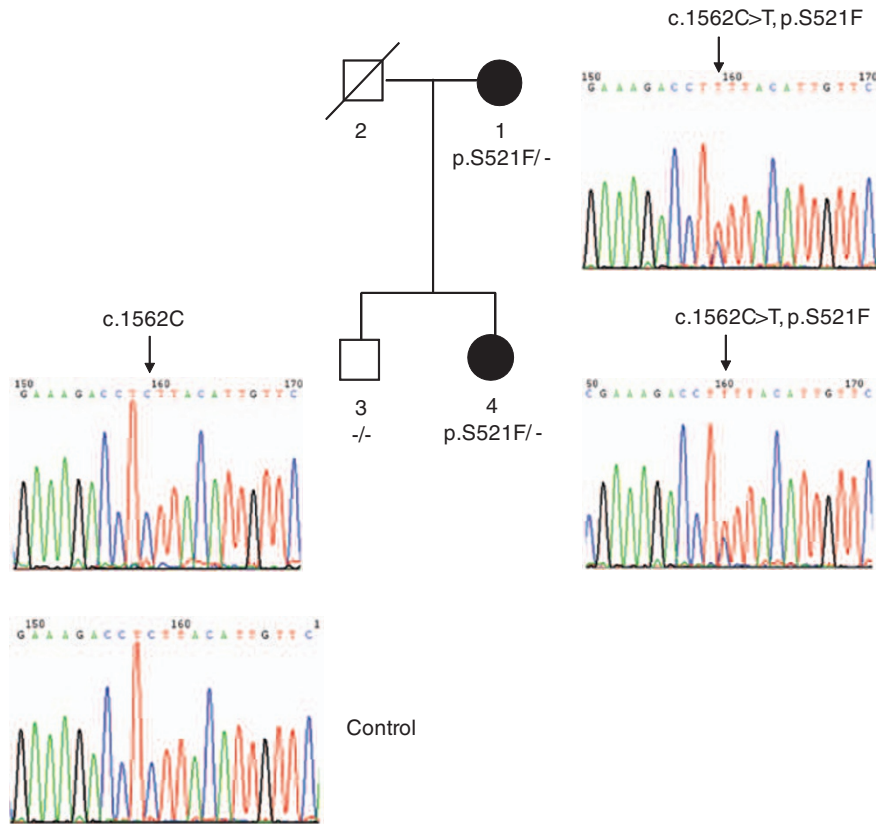 c.1562C>T, p.S521F
150 160 170
G A A A G A C C T T T T A C A T T G T T C
2
1
p.S521F/-
c.1562C
150 160 170
G A A A G A C C T C T T A C A T T G T T C
3
-/-
4
p.S521F/-
c.1562C>T, p.S521F
50 160 170
C G A A A G A C C T T T T A C A T T G T T C
150 160 1
G A A A G A C C T C T T A C A T T G T T C
Control